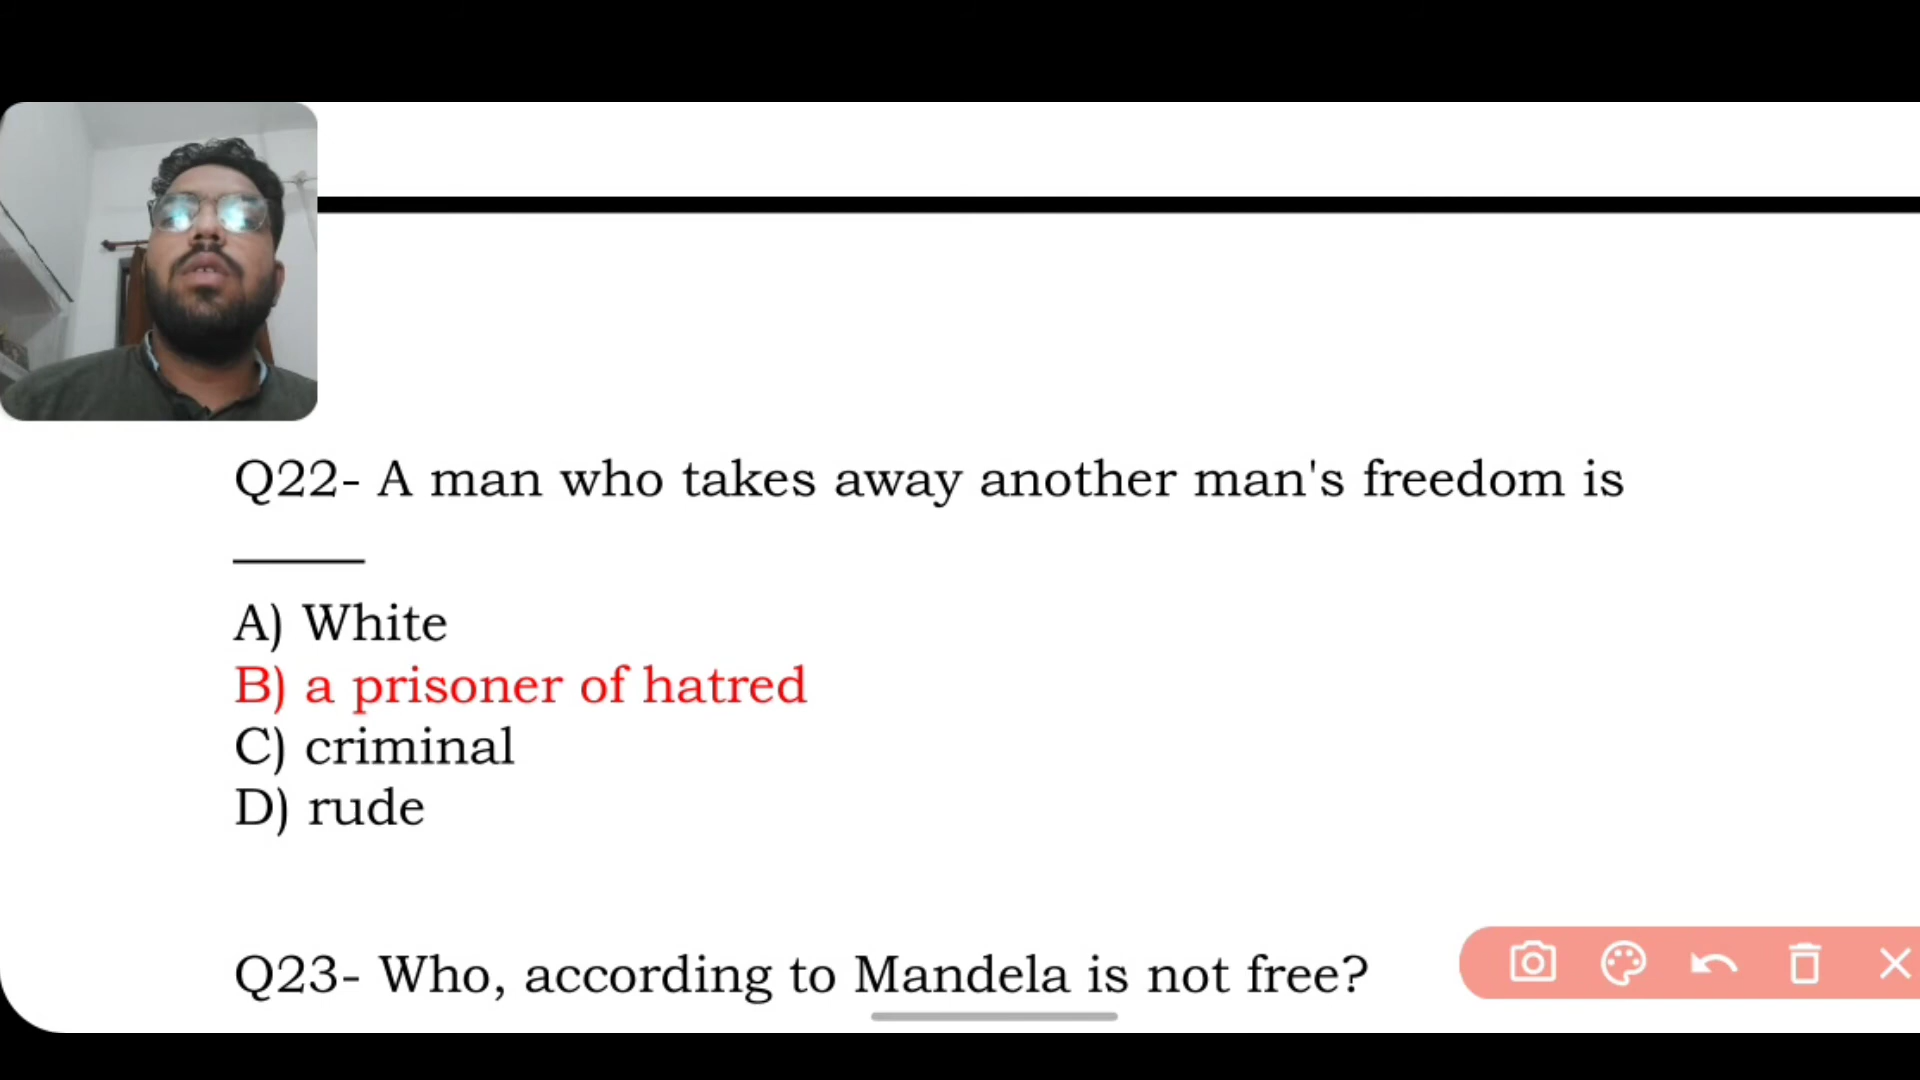 Q22- A man who takes away another man's freedom is
_____
A) White
B) a prisoner of hatred
C) criminal
D) rude
Q23- Who, according to Mandela is not free?